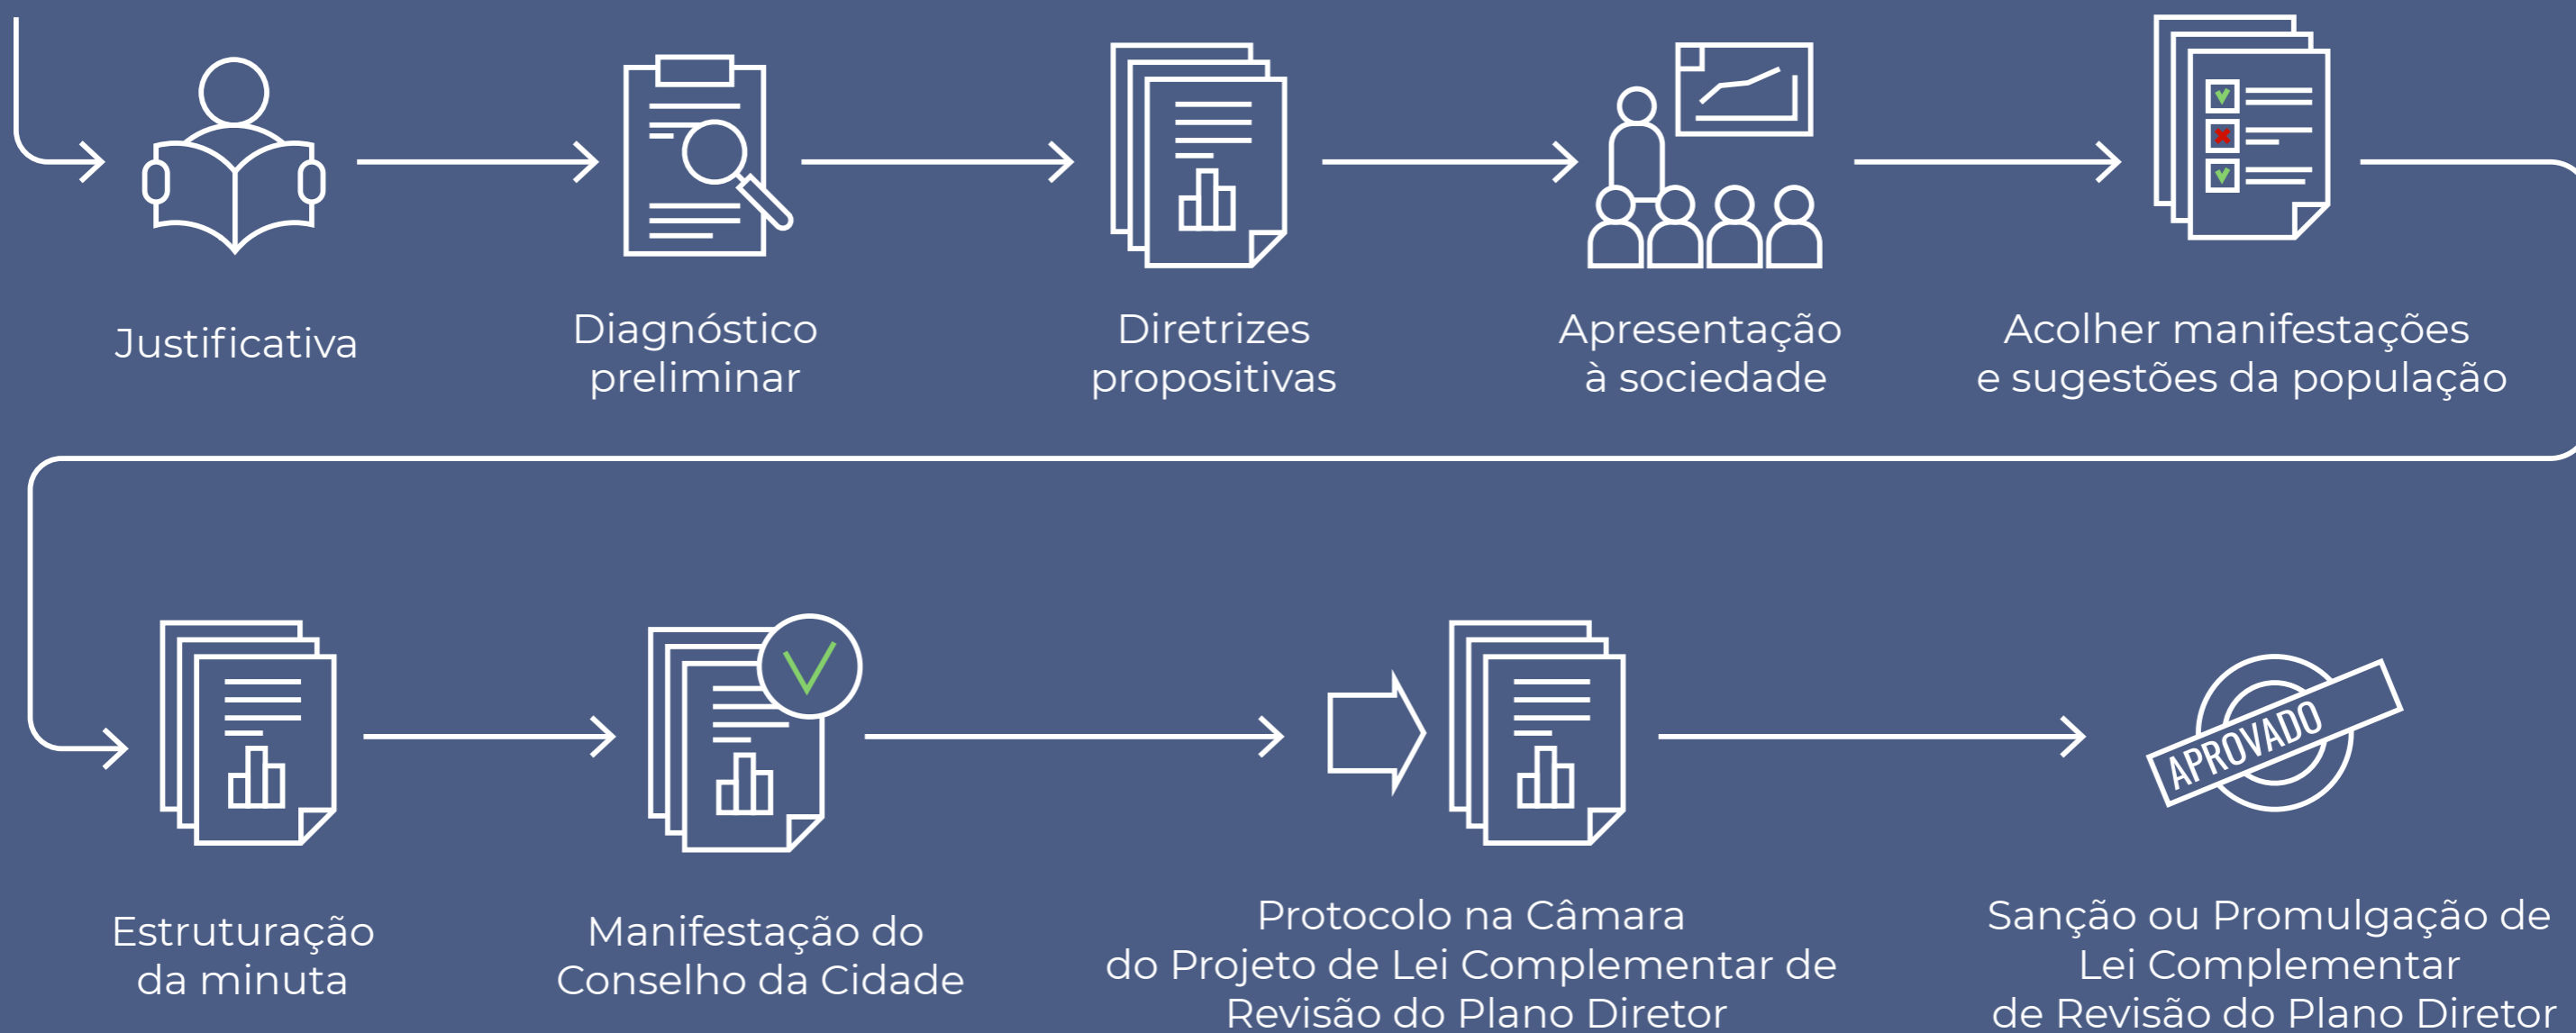 Justificativa
Diagnóstico
preliminar
Diretrizes
propositivas
Apresentação
à sociedade
Acolher manifestações
e sugestões da população
Estruturação
da minuta
Manifestação do
Conselho da Cidade
Protocolo na Câmara
do Projeto de Lei Complementar de
Revisão do Plano Diretor
APROVADO
Sanção ou Promulgação de
Lei Complementar
de Revisão do Plano Diretor